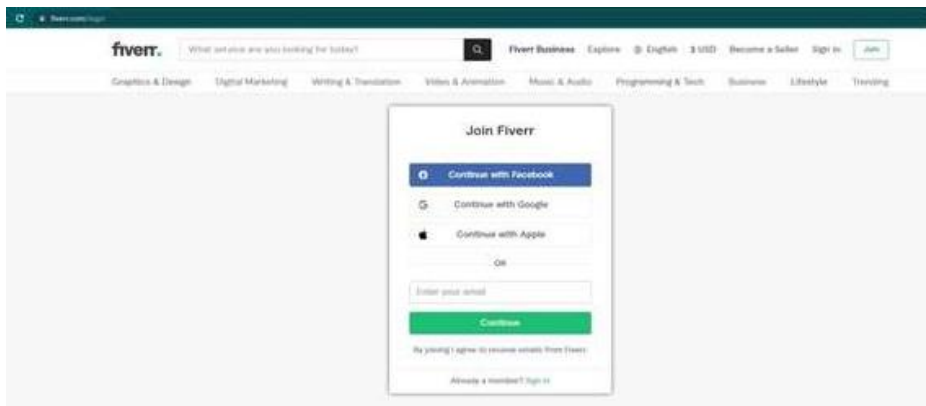 fiverr.com/login
fiverr. What service are you looking for today? Fiverr Business Explore English $ USD Become a Seller Sign in Join
Graphics & Design Digital Marketing Writing & Translation Video & Animation Music & Audio Programming & Tech Business Lifestyle Trending
Join Fiverr
Continue with Facebook
Continue with Google
Continue with Apple
OR
Enter your email
Continue
By joining I agree to receive emails from Fiverr.
Already a member? Sign In